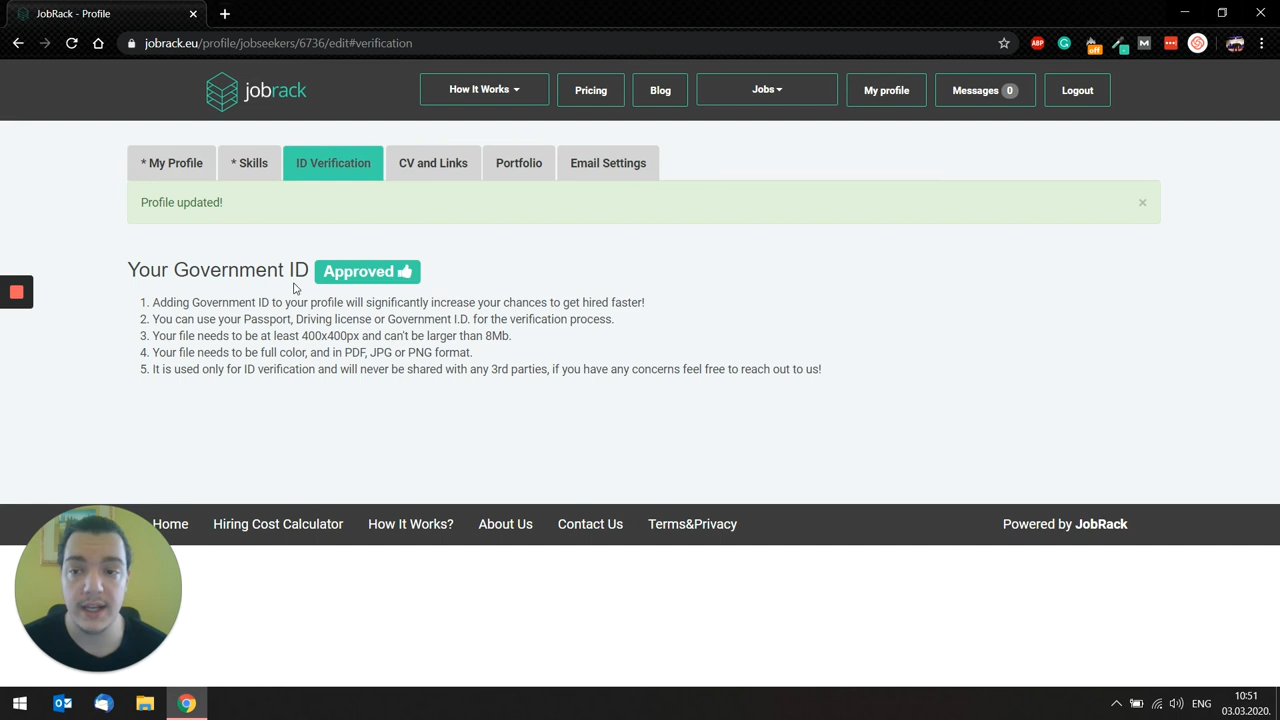 JobRack - Profile
jobrack.eu/profile/jobseekers/6736/edit#verification
ABP
off
M
jobrack
How It Works
Pricing
Blog
Jobs
My profile
Messages 0
Logout
* My Profile
* Skills
ID Verification
CV and Links
Portfolio
Email Settings
Profile updated!
×
Your Government ID Approved
1. Adding Government ID to your profile will significantly increase your chances to get hired faster!
2. You can use your Passport, Driving license or Government I.D. for the verification process.
3. Your file needs to be at least 400x400px and can't be larger than 8Mb.
4. Your file needs to be full color, and in PDF, JPG or PNG format.
5. It is used only for ID verification and will never be shared with any 3rd parties, if you have any concerns feel free to reach out to us!
Home
Hiring Cost Calculator
How It Works?
About Us
Contact Us
Terms&Privacy
Powered by JobRack
ENG
10:51
03.03.2020.